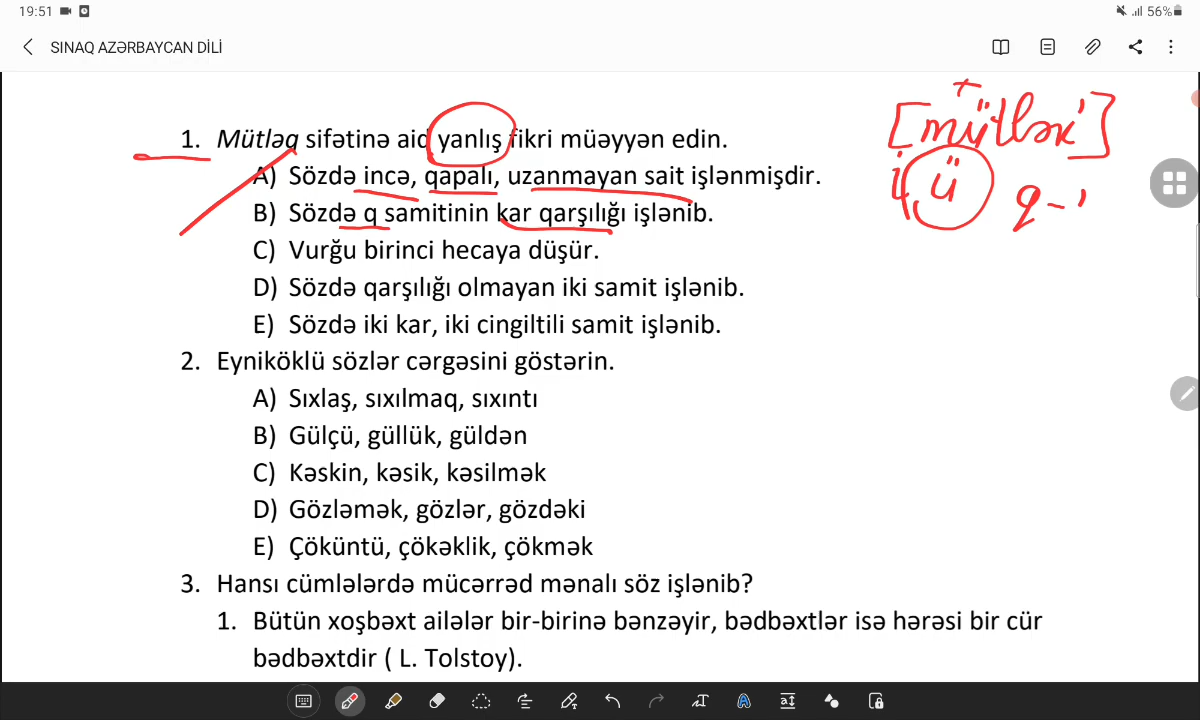 19:51 56%
SINAQ AZƏRBAYCAN DİLİ
[mütləx']
ü q-'
1. Mütləq sifətinə aid yanlış fikri müəyyən edin.
A) Sözdə incə, qapalı, uzanmayan sait işlənmişdir.
B) Sözdə q samitinin kar qarşılığı işlənib.
C) Vurğu birinci hecaya düşür.
D) Sözdə qarşılığı olmayan iki samit işlənib.
E) Sözdə iki kar, iki cingiltili samit işlənib.
2. Eyniköklü sözlər cərgəsini göstərin.
A) Sıxlaş, sıxılmaq, sıxıntı
B) Gülçü, güllük, güldən
C) Kəskin, kəsik, kəsilmək
D) Gözləmək, gözlər, gözdəki
E) Çöküntü, çökəklik, çökmək
3. Hansı cümlələrdə mücərrəd mənalı söz işlənib?
1. Bütün xoşbəxt ailələr bir-birinə bənzəyir, bədbəxtlər isə hərəsi bir cür
bədbəxtdir ( L. Tolstoy).